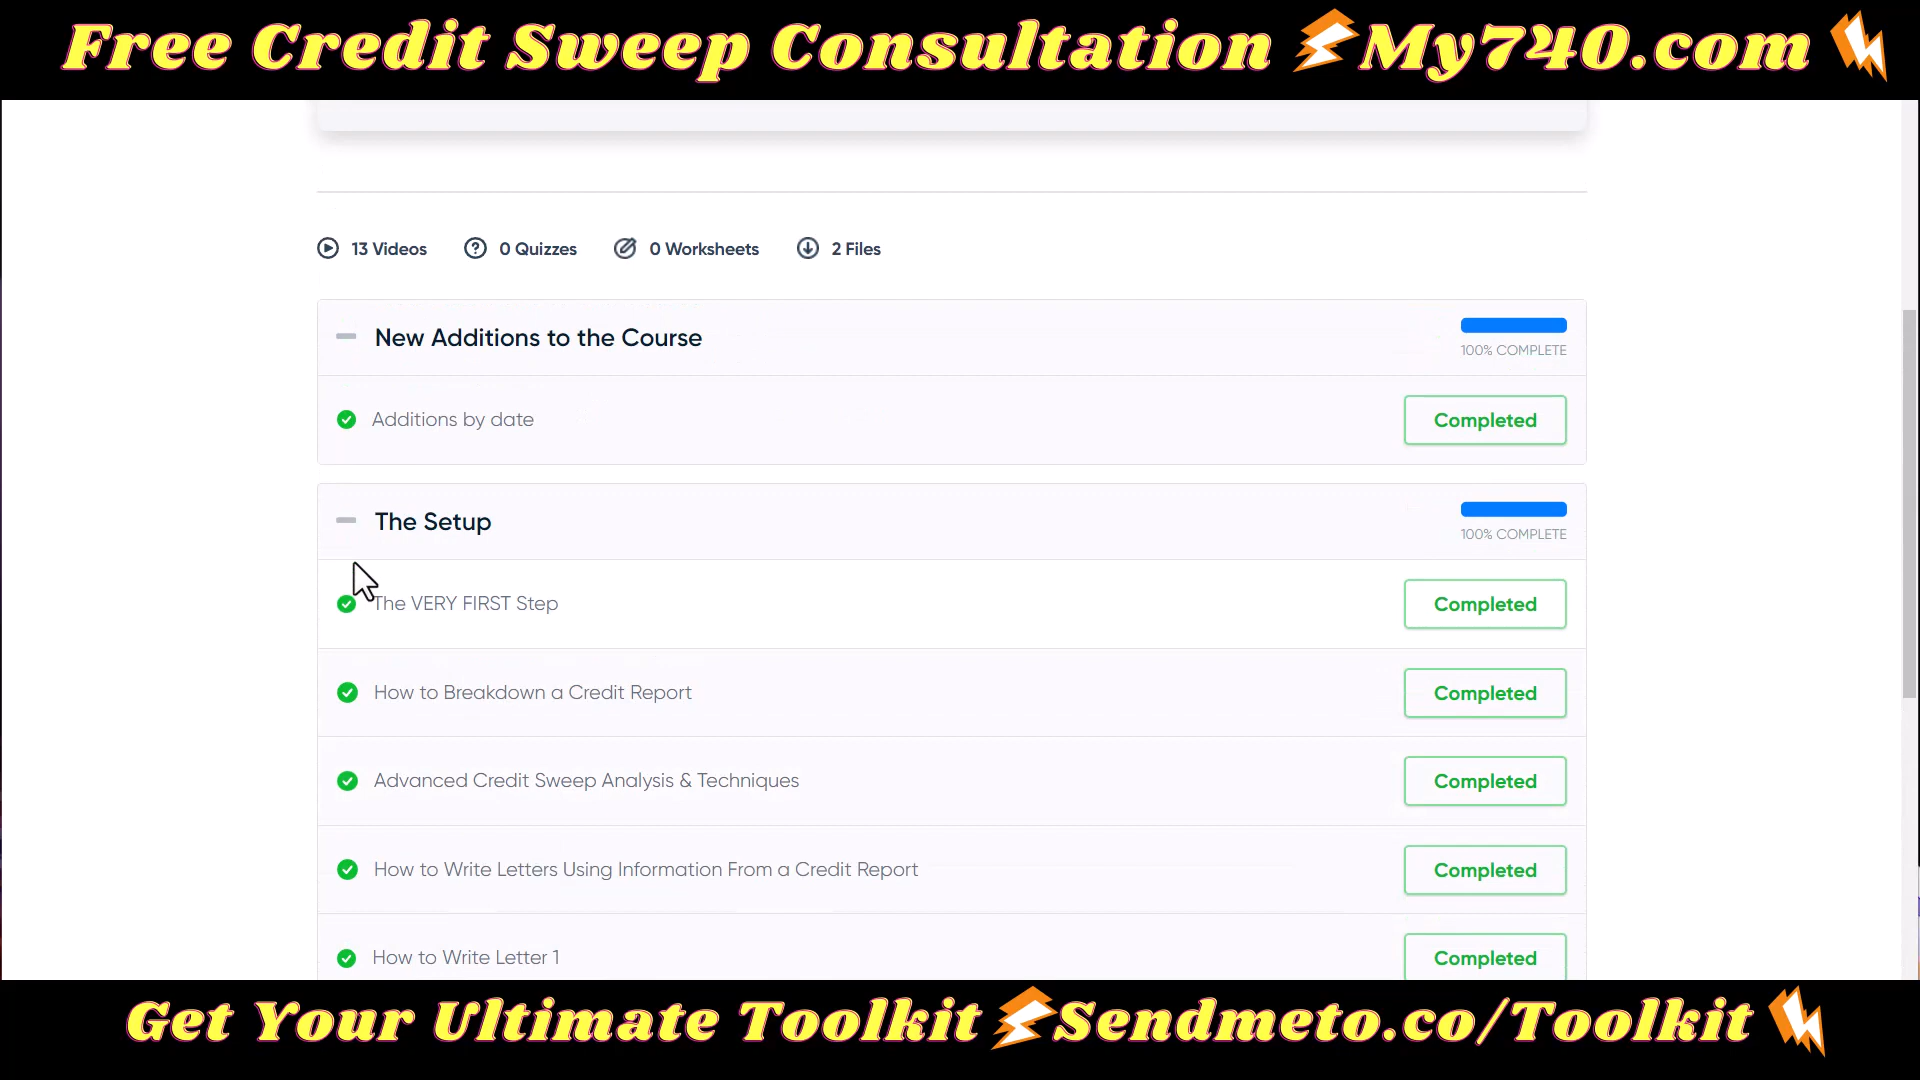 Free Credit Sweep Consultation My740.com
13 Videos 0 Quizzes 0 Worksheets 2 Files
New Additions to the Course
100% COMPLETE
Additions by date Completed
The Setup
100% COMPLETE
The VERY FIRST Step Completed
How to Breakdown a Credit Report Completed
Advanced Credit Sweep Analysis & Techniques Completed
How to Write Letters Using Information From a Credit Report Completed
How to Write Letter 1 Completed
Get Your Ultimate Toolkit Sendmeto.co/Toolkit